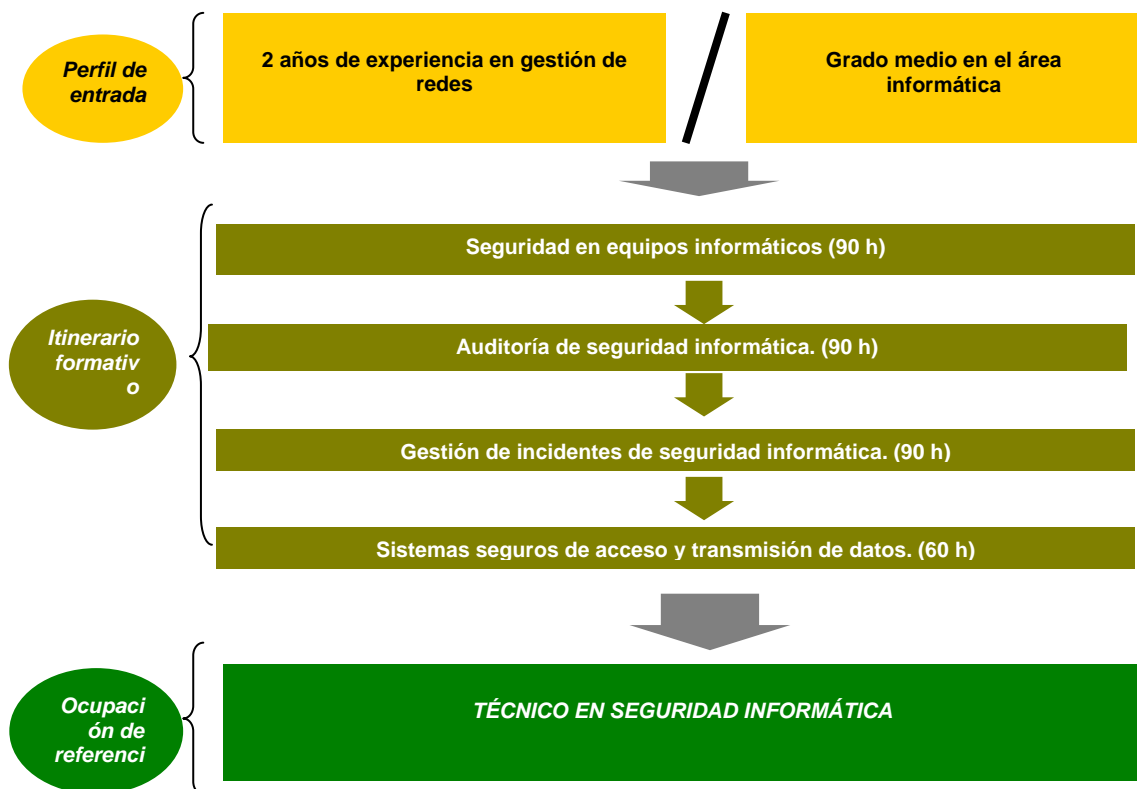 Perfil de
entrada
2 años de experiencia en gestión de
redes
Grado medio en el área
informática
Seguridad en equipos informáticos (90 h)
Itinerario
formativ
o
Auditoría de seguridad informática. (90 h)
Gestión de incidentes de seguridad informática. (90 h)
Sistemas seguros de acceso y transmisión de datos. (60 h)
Ocupaci
ón de
referenci
TÉCNICO EN SEGURIDAD INFORMÁTICA